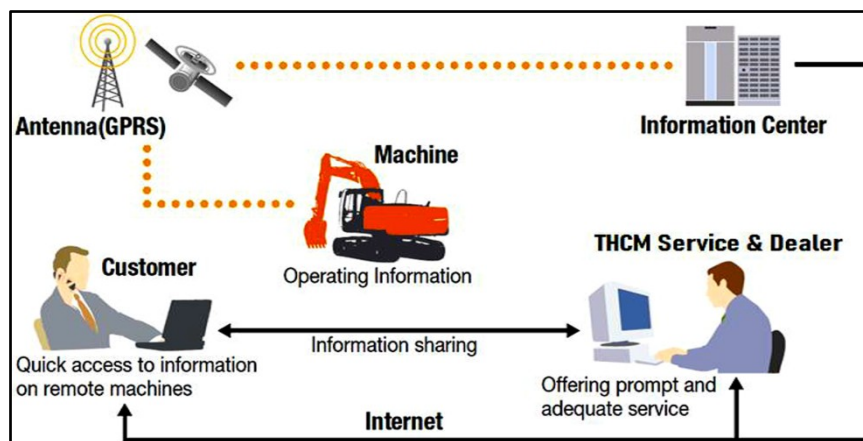 Antenna(GPRS)
Information Center
Machine
Operating Information
THCM Service & Dealer
Customer
Information sharing
Quick access to information
on remote machines
Offering prompt and
adequate service
Internet